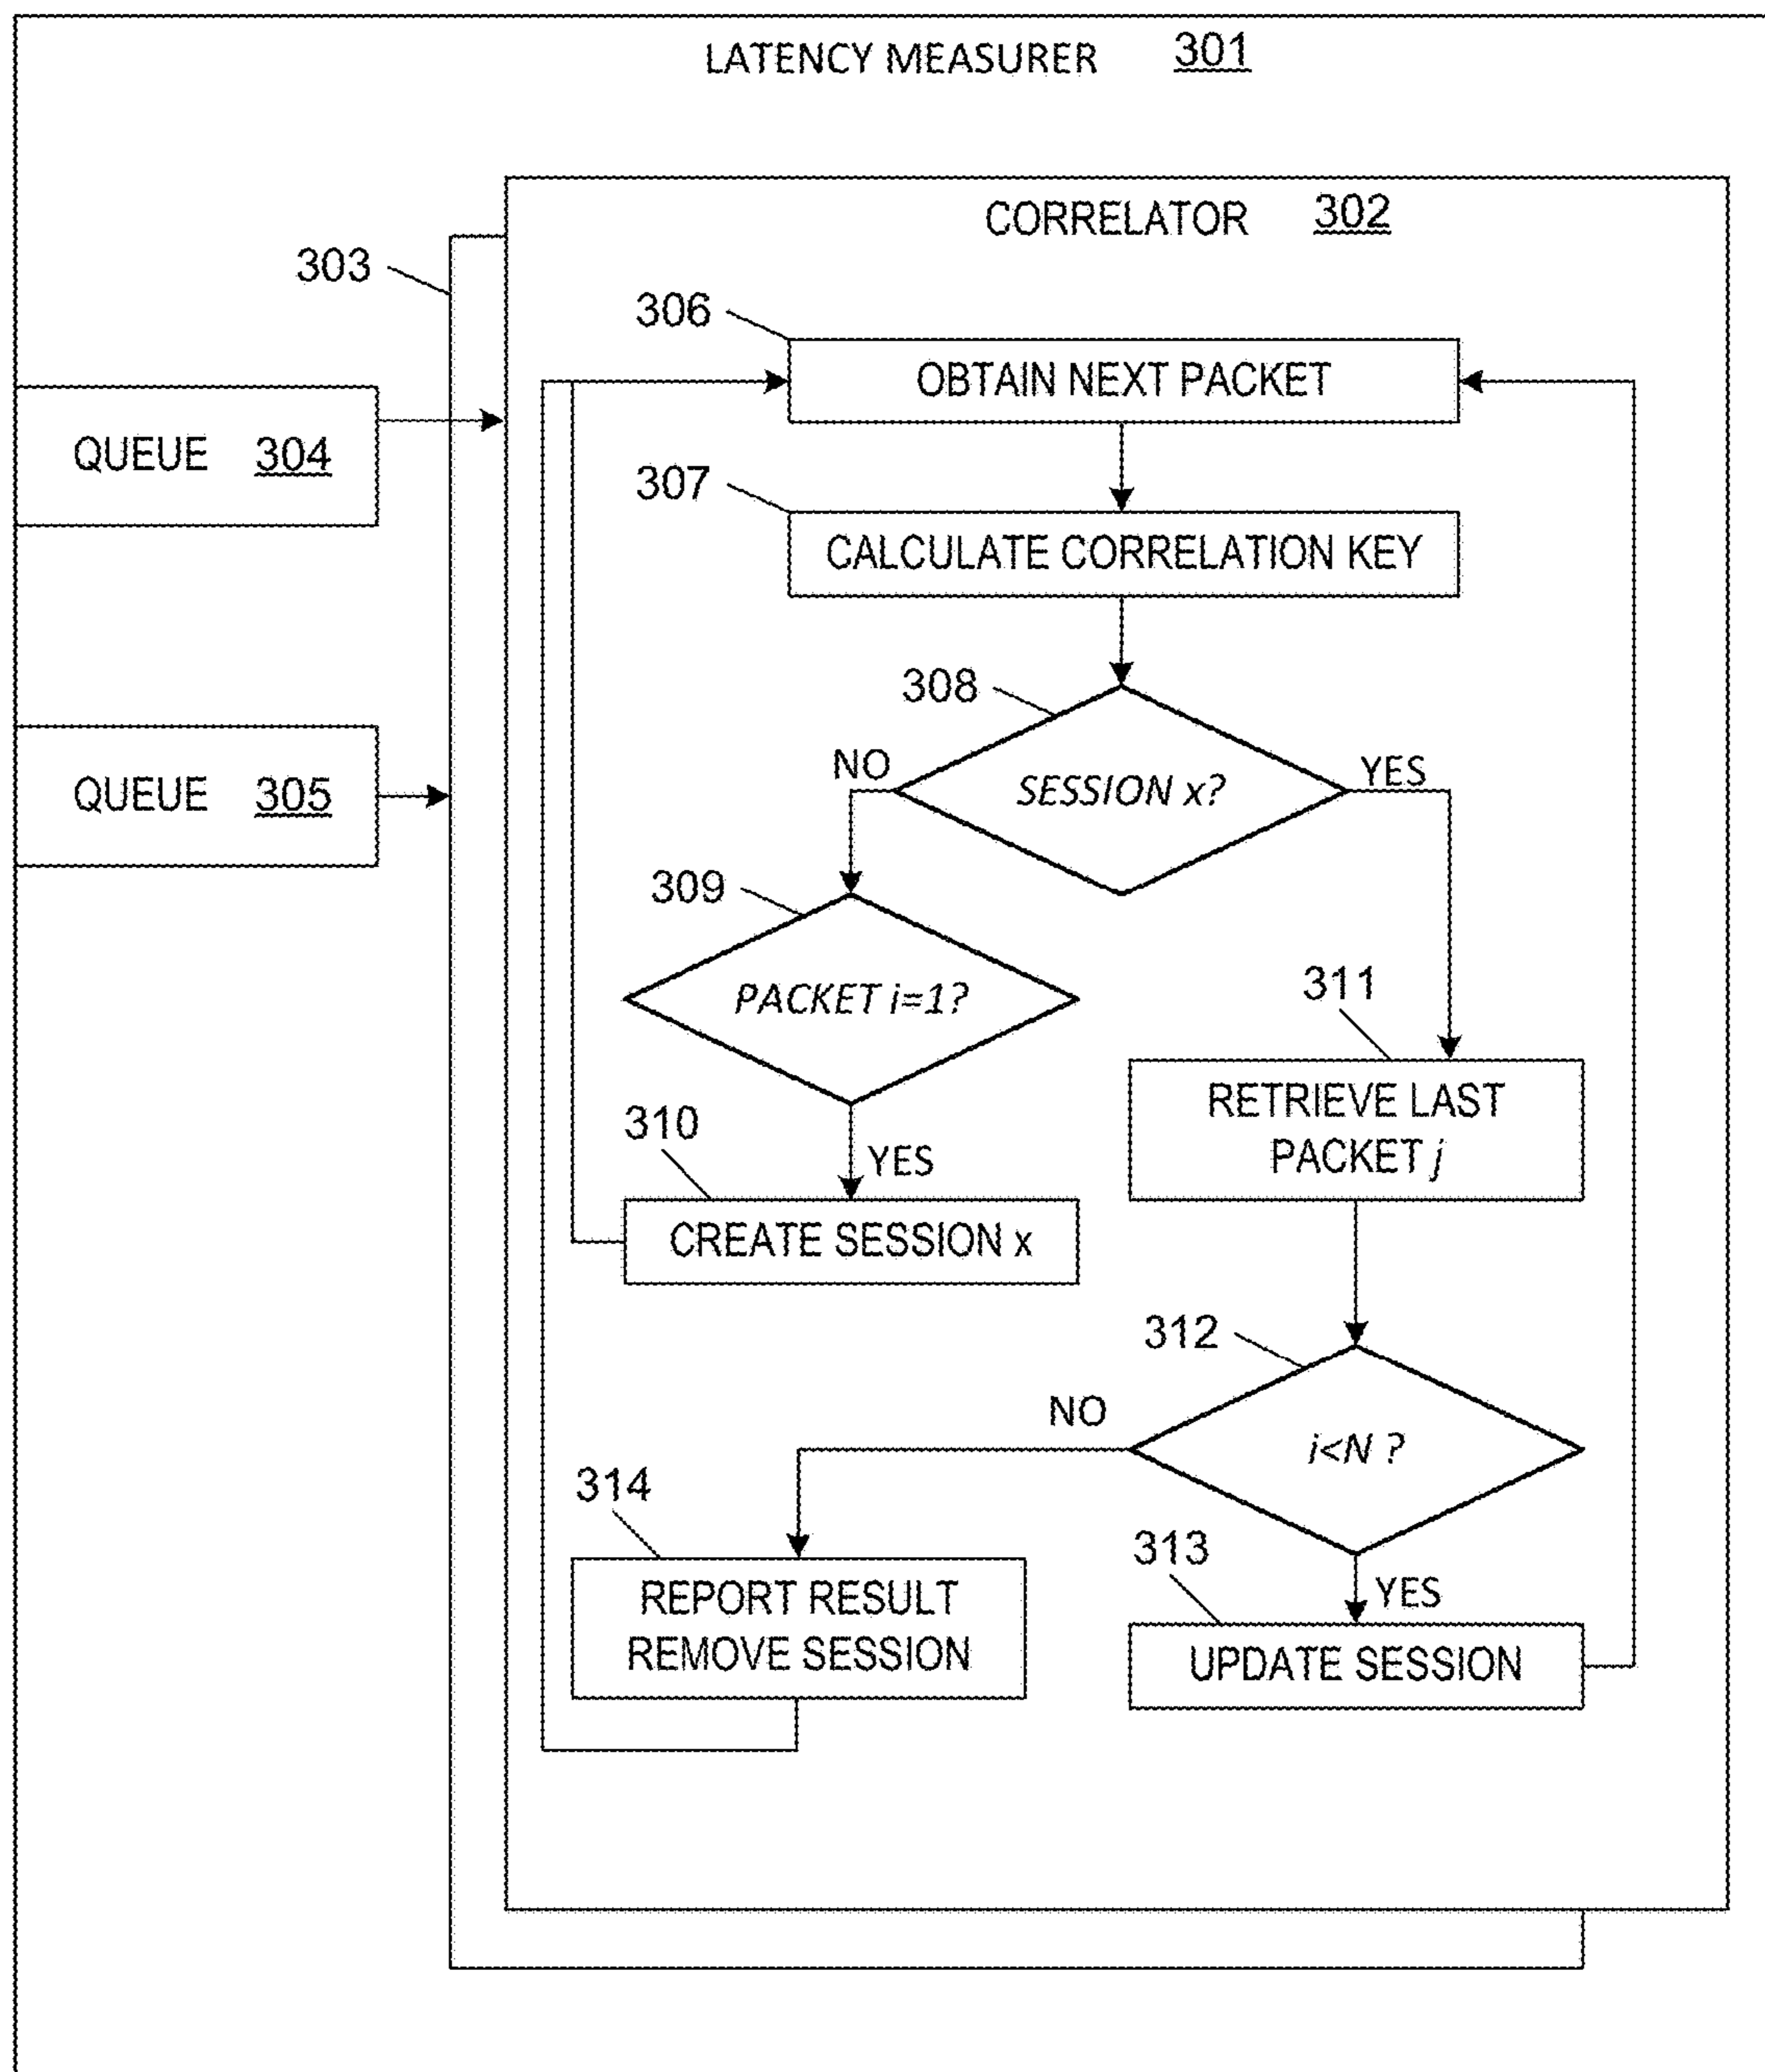 LATENCY MEASURER 301
CORRELATOR 302
303
306
OBTAIN NEXT PACKET
QUEUE 304
307
CALCULATE CORRELATION KEY
308
NO
YES
SESSION x?
QUEUE 305
309
PACKET i=1?
311
RETRIEVE LAST
PACKET j
310
YES
CREATE SESSION x
312
NO
i<N ?
314
313
YES
REPORT RESULT
REMOVE SESSION
UPDATE SESSION